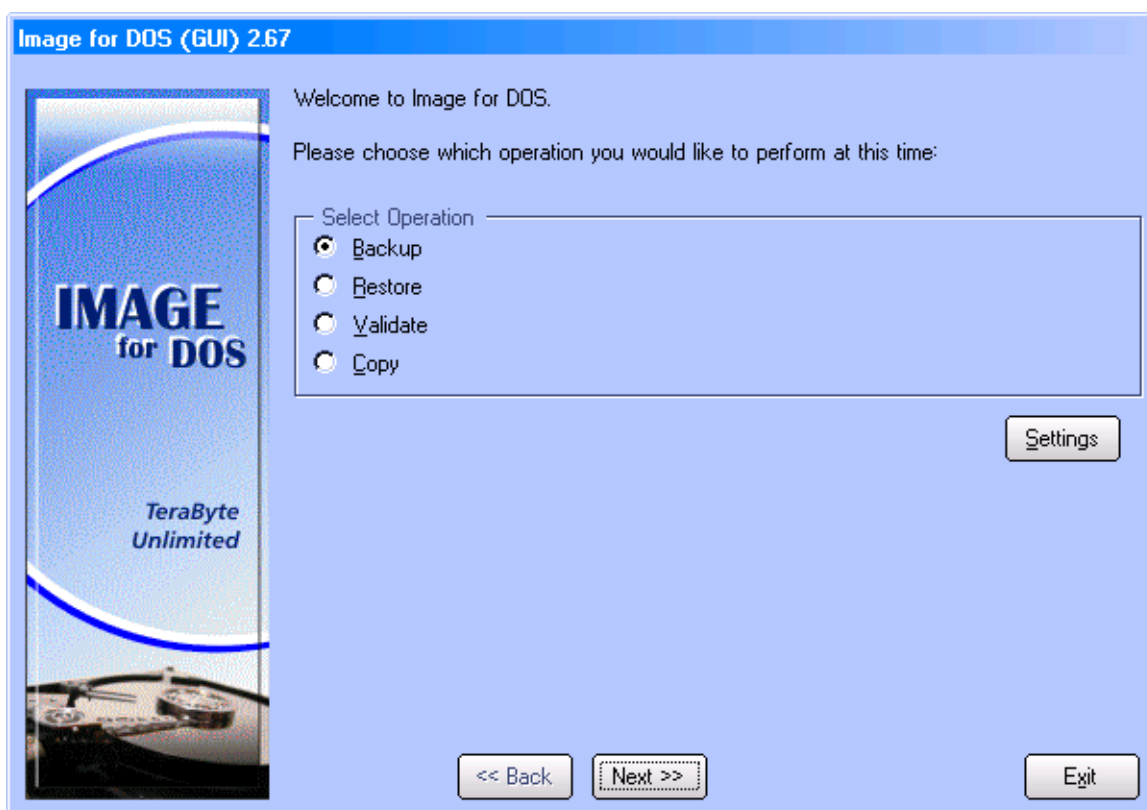 Image for DOS (GUI) 2.67
Welcome to Image for DOS.
Please choose which operation you would like to perform at this time:
Select Operation
Backup
Restore
Validate
Copy
IMAGE
for DOS
Settings
TeraByte
Unlimited
<< Back
Next >>
Exit